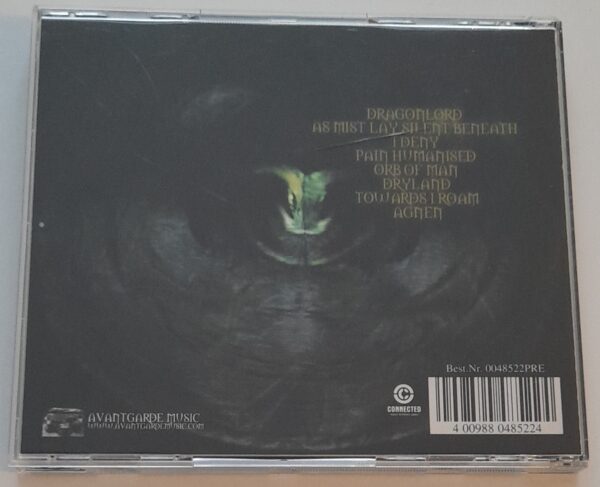 DRAGONLORD
AS MIST LAY SILENT BENEATH
I DENY
PAIN HUMANISED
ORB OF MAN
DRYLAND
TOWARDS I ROAM
AGNEN
Best.Nr. 0048522PRE
CONNECTED
4 00988 0485224
AVANTGARDE MUSIC
WWW.AVANTGARDEMUSIC.COM